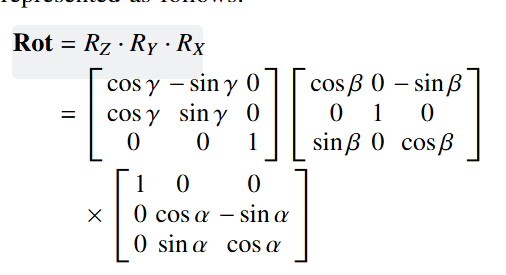 represented as follows.
Rot = R_Z · R_Y · R_X
= [ cos γ − sin γ 0 ] [ cos β 0 − sin β ]
[ cos γ sin γ 0 ] [ 0 1 0 ]
[ 0 0 1 ] [ sin β 0 cos β ]
× [ 1 0 0 ]
[ 0 cos α − sin α ]
[ 0 sin α cos α ]